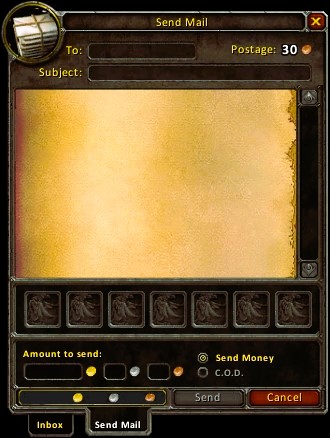 Send Mail
To: Postage: 30
Subject:
Amount to send:
Send Money
C.O.D.
Send Cancel
Inbox Send Mail